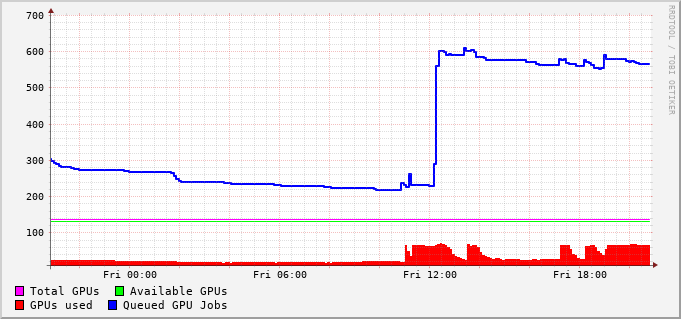 700
600
500
400
300
200
100
Fri 00:00 Fri 06:00 Fri 12:00 Fri 18:00
Total GPUs Available GPUs
GPUs used Queued GPU Jobs
RRDTOOL / TOBI OETIKER